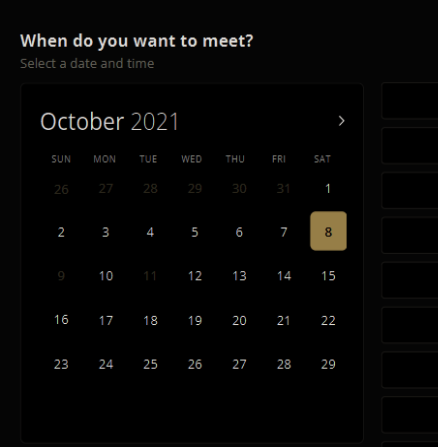 When do you want to meet?
Select a date and time
October 2021
SUN MON TUE WED THU FRI SAT
26 27 28 29 30 31 1
2 3 4 5 6 7 8
9 10 11 12 13 14 15
16 17 18 19 20 21 22
23 24 25 26 27 28 29